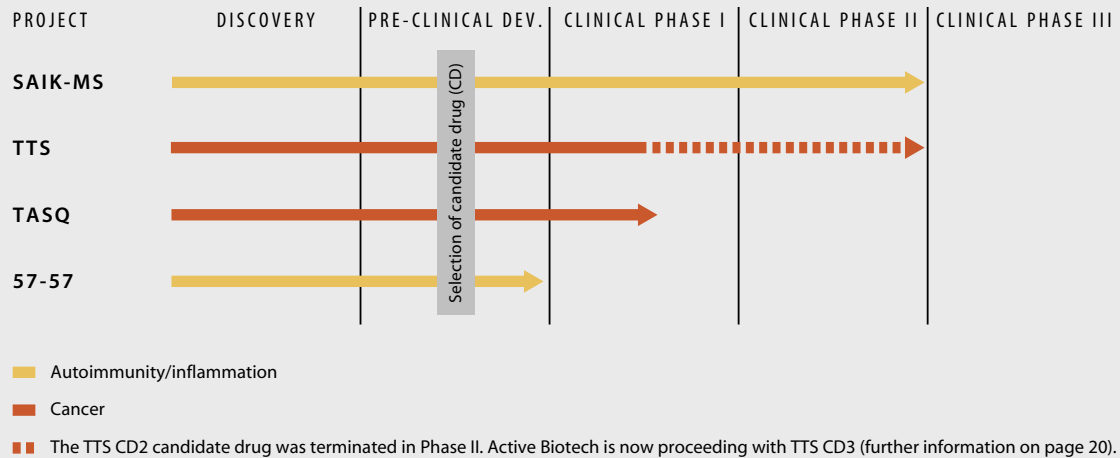 PROJECT DISCOVERY PRE-CLINICAL DEV. CLINICAL PHASE I CLINICAL PHASE II CLINICAL PHASE III
SAIK-MS
TTS
TASQ
57-57
Selection of candidate drug (CD)
Autoimmunity/inflammation
Cancer
The TTS CD2 candidate drug was terminated in Phase II. Active Biotech is now proceeding with TTS CD3 (further information on page 20).